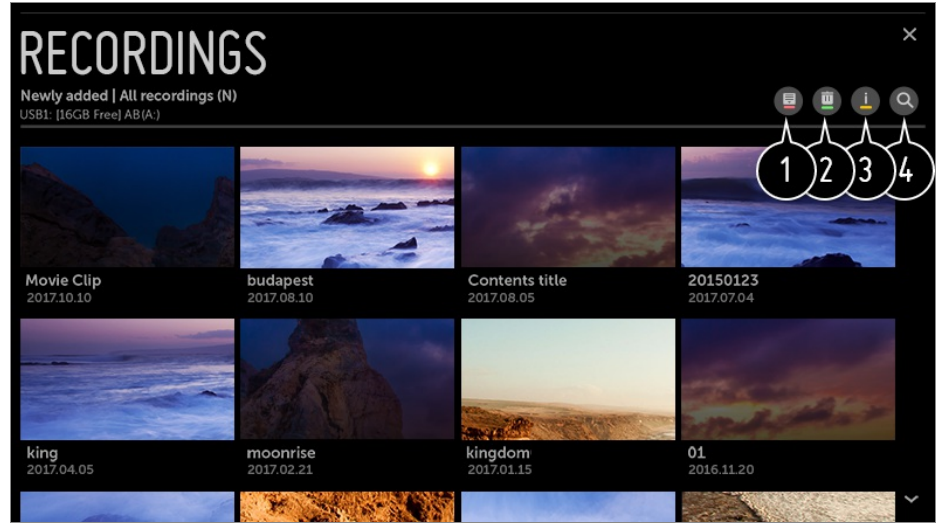 RECORDINGS
Newly added | All recordings (N)
USB1: [16GB Free] AB(A:)
1 2 3 4
Movie Clip
2017.10.10
budapest
2017.08.10
Contents title
2017.08.05
20150123
2017.07.04
king
2017.04.05
moonrise
2017.02.21
kingdom
2017.01.15
01
2016.11.20